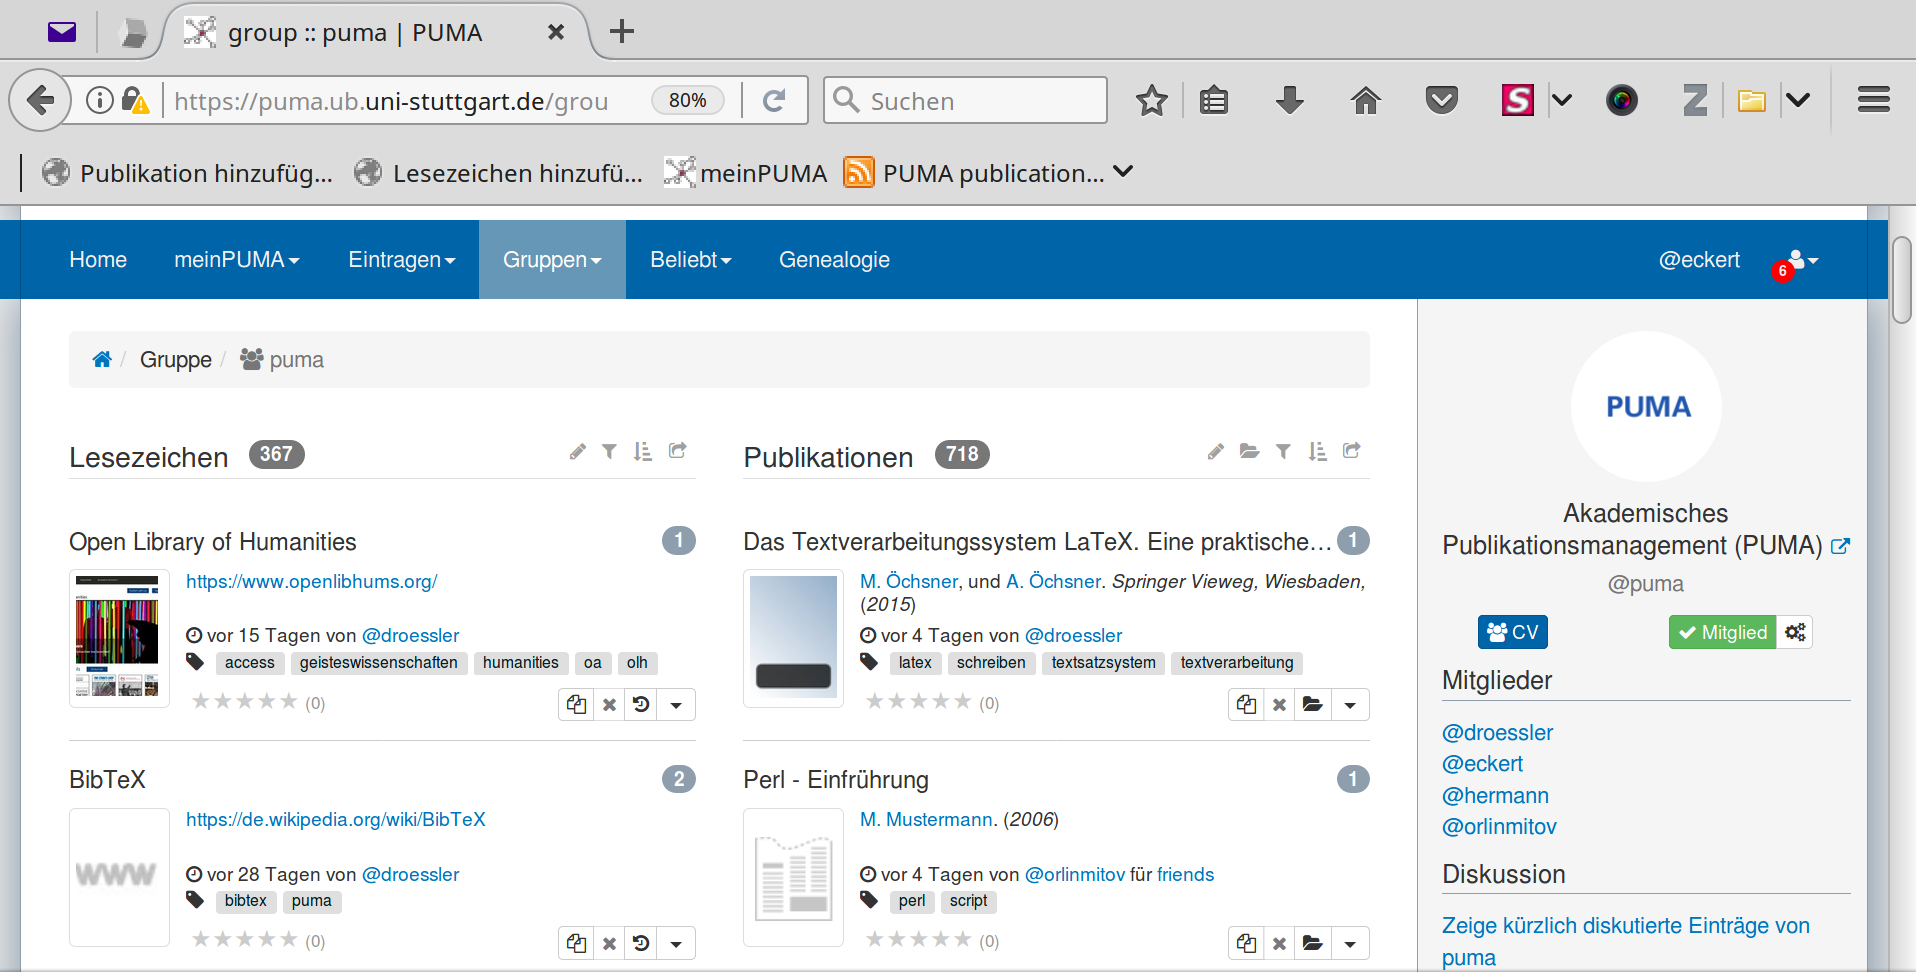 group :: puma | PUMA
https://puma.ub.uni-stuttgart.de/grou
80%
Suchen
Publikation hinzufüg...
Lesezeichen hinzufü...
meinPUMA
PUMA publication...
Home
meinPUMA
Eintragen
Gruppen
Beliebt
Genealogie
@eckert
6
/ Gruppe / puma
Lesezeichen 367
Open Library of Humanities 1
https://www.openlibhums.org/
vor 15 Tagen von @droessler
access geisteswissenschaften humanities oa olh
(0)
BibTeX 2
www
https://de.wikipedia.org/wiki/BibTeX
vor 28 Tagen von @droessler
bibtex puma
(0)
Publikationen 718
Das Textverarbeitungssystem LaTeX. Eine praktische... 1
M. Öchsner, und A. Öchsner. Springer Vieweg, Wiesbaden,
(2015)
vor 4 Tagen von @droessler
latex schreiben textsatzsystem textverarbeitung
(0)
Perl - Einfrührung 1
M. Mustermann. (2006)
vor 4 Tagen von @orlinmitov für friends
perl script
(0)
PUMA
Akademisches
Publikationsmanagement (PUMA)
@puma
CV
Mitglied
Mitglieder
@droessler
@eckert
@hermann
@orlinmitov
Diskussion
Zeige kürzlich diskutierte Einträge von
puma